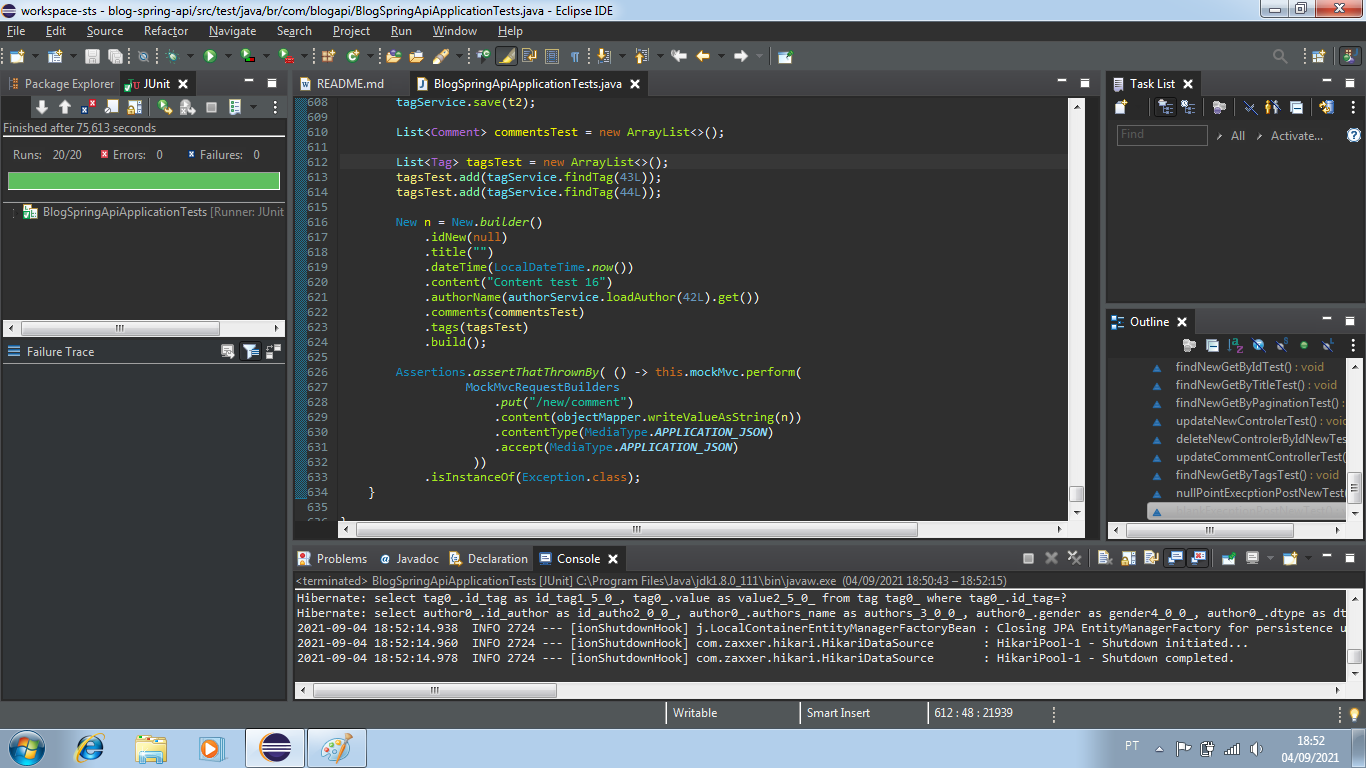 workspace-sts - blog-spring-api/src/test/java/br/com/blogapi/BlogSpringApiApplicationTests.java - Eclipse IDE
File Edit Source Refactor Navigate Search Project Run Window Help
Package Explorer JUnit
Finished after 75,613 seconds
Runs: 20/20 Errors: 0 Failures: 0
BlogSpringApiApplicationTests [Runner: JUnit
Failure Trace
README.md BlogSpringApiApplicationTests.java
608 tagService.save(t2);
609
610 List<Comment> commentsTest = new ArrayList<>();
611
612 List<Tag> tagsTest = new ArrayList<>();
613 tagsTest.add(tagService.findTag(43L));
614 tagsTest.add(tagService.findTag(44L));
615
616 New n = New.builder()
617 .idNew(null)
618 .title("")
619 .dateTime(LocalDateTime.now())
620 .content("Content test 16")
621 .authorName(authorService.loadAuthor(42L).get())
622 .comments(commentsTest)
623 .tags(tagsTest)
624 .build();
625
626 Assertions.assertThatThrownBy( () -> this.mockMvc.perform(
627 MockMvcRequestBuilders
628 .put("/new/comment")
629 .content(objectMapper.writeValueAsString(n))
630 .contentType(MediaType.APPLICATION_JSON)
631 .accept(MediaType.APPLICATION_JSON)
632 ))
633 .isInstanceOf(Exception.class);
634 }
635
Task List
Find All Activate...
Outline
findNewGetByIdTest() : void
findNewGetByTitleTest() : void
findNewGetByPaginationTest() :
updateNewControlerTest() : void
deleteNewControlerByIdNewTes
updateCommentControllerTest(
findNewGetByTagsTest() : void
nullPointExecptionPostNewTest(
Problems Javadoc Declaration Console
<terminated> BlogSpringApiApplicationTests [JUnit] C:\Program Files\Java\jdk1.8.0_111\bin\javaw.exe (04/09/2021 18:50:43 – 18:52:15)
Hibernate: select tag0_.id_tag as id_tag1_5_0_, tag0_.value as value2_5_0_ from tag tag0_ where tag0_.id_tag=?
Hibernate: select author0_.id_author as id_autho2_0_0_, author0_.authors_name as authors_3_0_0_, author0_.gender as gender4_0_0_, author0_.dtype as dt
2021-09-04 18:52:14.938 INFO 2724 --- [ionShutdownHook] j.LocalContainerEntityManagerFactoryBean : Closing JPA EntityManagerFactory for persistence u
2021-09-04 18:52:14.960 INFO 2724 --- [ionShutdownHook] com.zaxxer.hikari.HikariDataSource : HikariPool-1 - Shutdown initiated...
2021-09-04 18:52:14.978 INFO 2724 --- [ionShutdownHook] com.zaxxer.hikari.HikariDataSource : HikariPool-1 - Shutdown completed.
Writable Smart Insert 612 : 48 : 21939
PT 18:52
04/09/2021